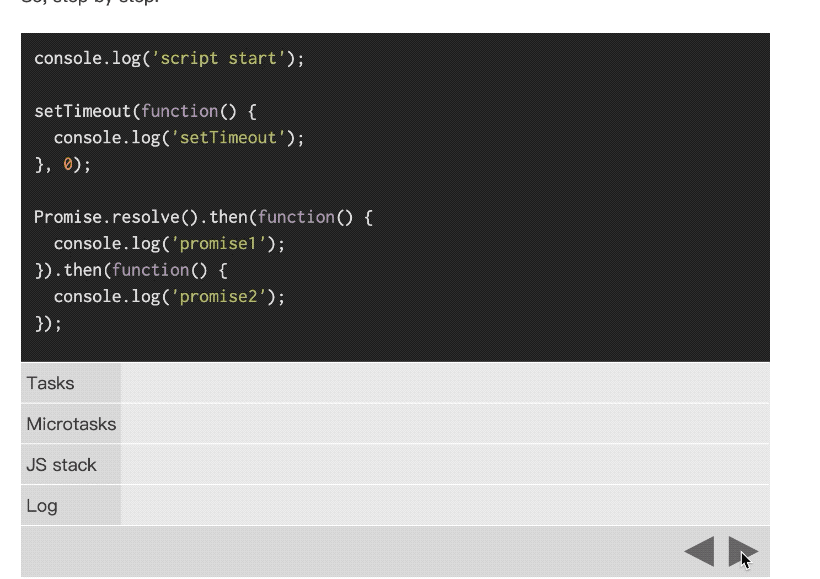 So, step by step:
console.log('script start');
setTimeout(function() {
  console.log('setTimeout');
}, 0);
Promise.resolve().then(function() {
  console.log('promise1');
}).then(function() {
  console.log('promise2');
});
Tasks
Microtasks
JS stack
Log